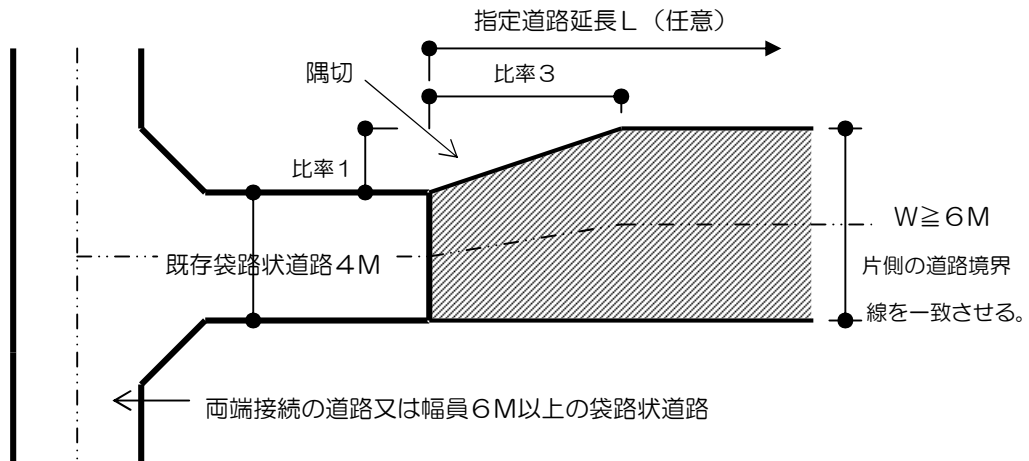 指定道路延長L（任意）
隅切
比率３
比率１
W≧６M
既存袋路状道路４M
片側の道路境界
線を一致させる。
両端接続の道路又は幅員６M以上の袋路状道路